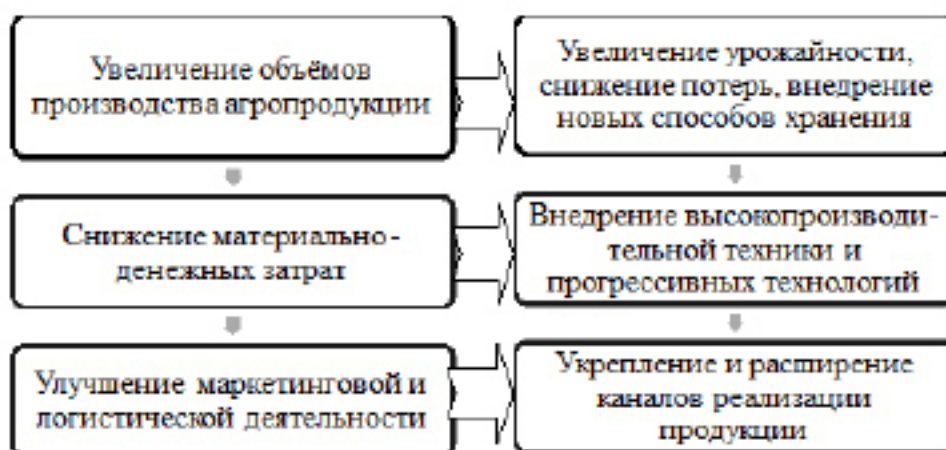 Увеличение объёмов
производства агропродукции
Увеличение урожайности,
снижение потерь, внедрение
новых способов хранения
Снижение материально-
денежных затрат
Внедрение высокопроизводи-
тельной техники и
прогрессивных технологий
Улучшение маркетинговой и
логистической деятельности
Укрепление и расширение
каналов реализации
продукции